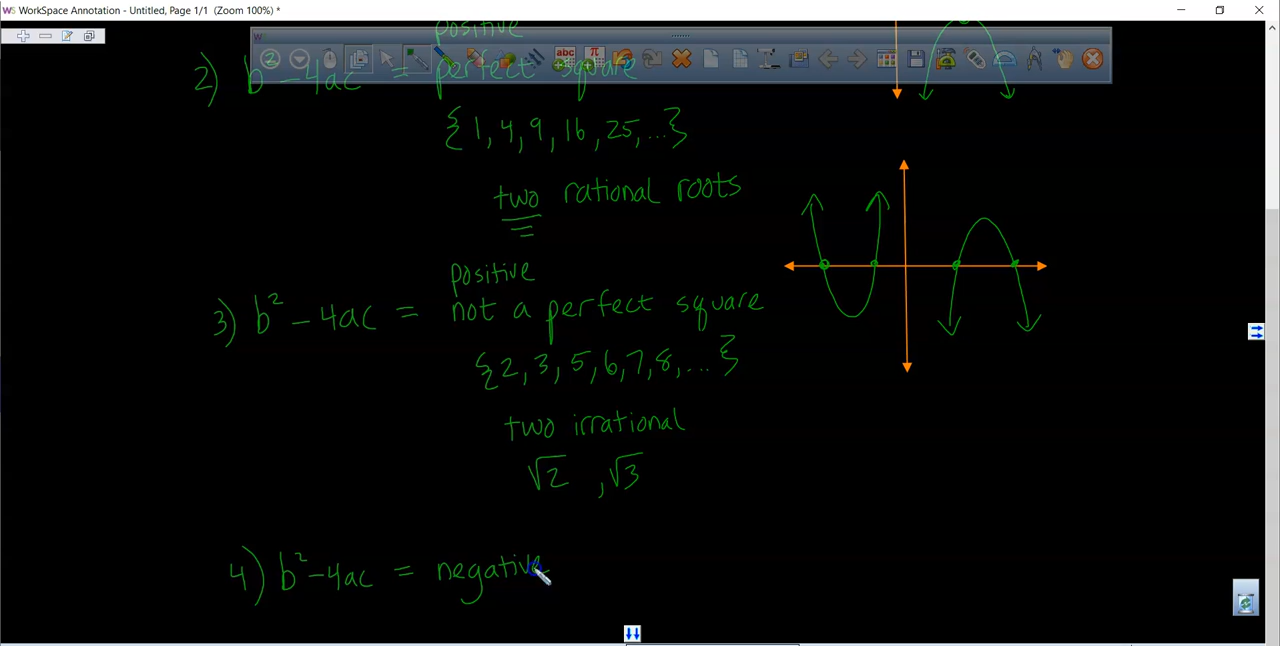 WorkSpace Annotation - Untitled, Page 1/1 (Zoom 100%) *
positive
2) b² - 4ac = perfect square
{1, 4, 9, 16, 25, ...}
two rational roots
positive
3) b² - 4ac = not a perfect square
{2, 3, 5, 6, 7, 8, ...}
two irrational
√2 , √3
4) b² - 4ac = negative